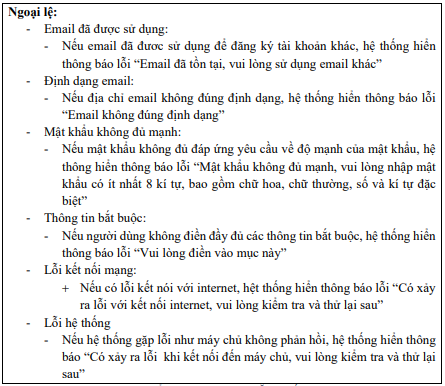 Ngoại lệ:
- Email đã được sử dụng:
- Nếu email đã đươc sử dụng để đăng ký tài khoản khác, hệ thống hiển
thông báo lỗi “Email đã tồn tại, vui lòng sử dụng email khác”
- Định dạng email:
- Nếu địa chỉ email không đúng định dạng, hệ thống hiển thông báo lỗi
“Email không đúng định dạng”
- Mật khẩu không đủ mạnh:
- Nếu mật khẩu không đủ đáp ứng yêu cầu về độ mạnh của mật khẩu, hệ
thông hiển thông báo lỗi “Mật khẩu không đủ mạnh, vui lòng nhập mật
khẩu có ít nhất 8 kí tự, bao gồm chữ hoa, chữ thường, số và kí tự đặc
biệt”
- Thông tin bắt buộc:
- Nếu người dùng không điền đầy đủ các thông tin bắt buộc, hệ thống hiển
thông báo lỗi “Vui lòng điền vào mục này”
- Lỗi kết nối mạng:
+ Nếu có lỗi kết nói với internet, hệt thống hiển thông báo lỗi “Có xảy
ra lỗi với kết nối internet, vui lòng kiểm tra và thử lại sau”
- Lỗi hệ thống
- Nếu hệ thống gặp lỗi như máy chủ không phản hồi, hệ thống hiển thông
báo “Có xảy ra lỗi khi kết nối đến máy chủ, vui lòng kiểm tra và thử lại
sau”